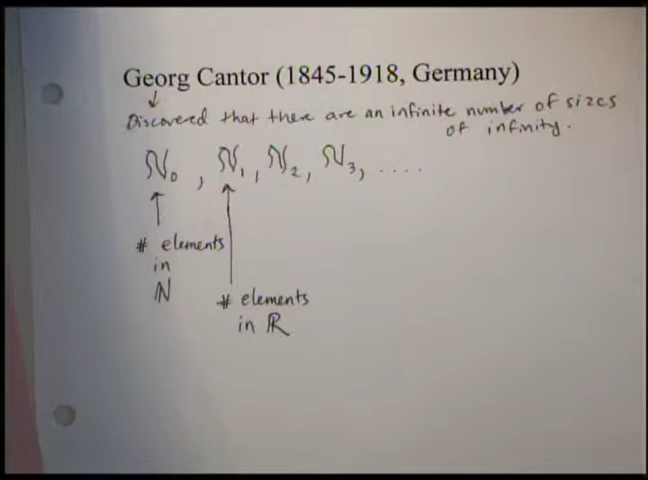 Georg Cantor (1845-1918, Germany)
Discovered that there are an infinite number of sizes
of infinity.
ℵ₀, ℵ₁, ℵ₂, ℵ₃, ....
# elements
in
ℕ
# elements
in ℝ